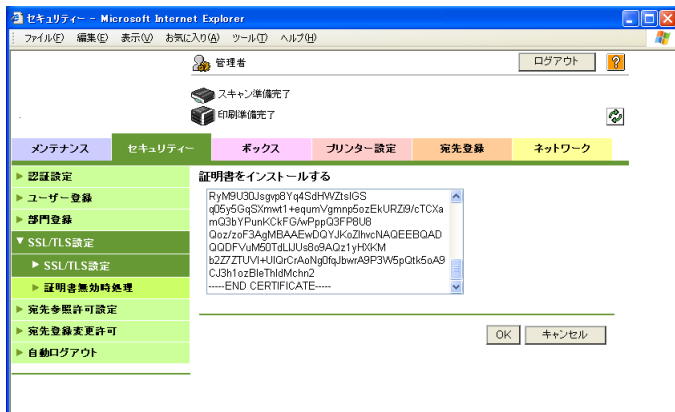 セキュリティー - Microsoft Internet Explorer
ファイル(F) 編集(E) 表示(V) お気に入り(A) ツール(T) ヘルプ(H)
管理者
ログアウト
?
スキャン準備完了
印刷準備完了
メンテナンス セキュリティー ボックス プリンター設定 宛先登録 ネットワーク
認証設定
ユーザー登録
部門登録
SSL/TLS設定
SSL/TLS設定
証明書無効時処理
宛先参照許可設定
宛先登録変更許可
自動ログアウト
証明書をインストールする
RyM9U30Jsgvp8Yq4SdHWZtsIGS
q05y5GqSXmwt1+equmVgmnp5ozEkURZi9/cTCXa
mQ3bYPunKCkFG/wPppQ3FP8U8
Qoz/zoF3AgMBAAEwDQYJKoZIhvcNAQEEBQAD
QQDFVuM50TdLIJUs8o9AQz1yHXKM
b2Z7ZTUVI+UIQrCrAoNg0fqJbwrA9P3W5pQtk5oA9
CJ3h1ozBIeThIdMchn2
-----END CERTIFICATE-----
OK キャンセル